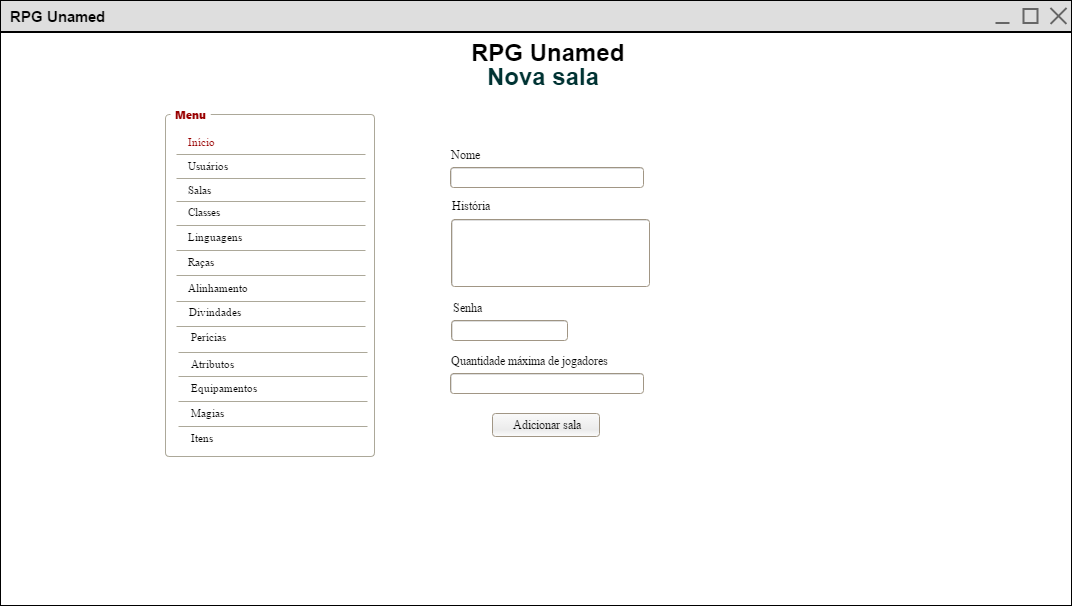 RPG Unamed
RPG Unamed
Nova sala
Menu
Início
Usuários
Salas
Classes
Linguagens
Raças
Alinhamento
Divindades
Pericias
Atributos
Equipamentos
Magias
Itens
Nome
História
Senha
Quantidade máxima de jogadores
Adicionar sala